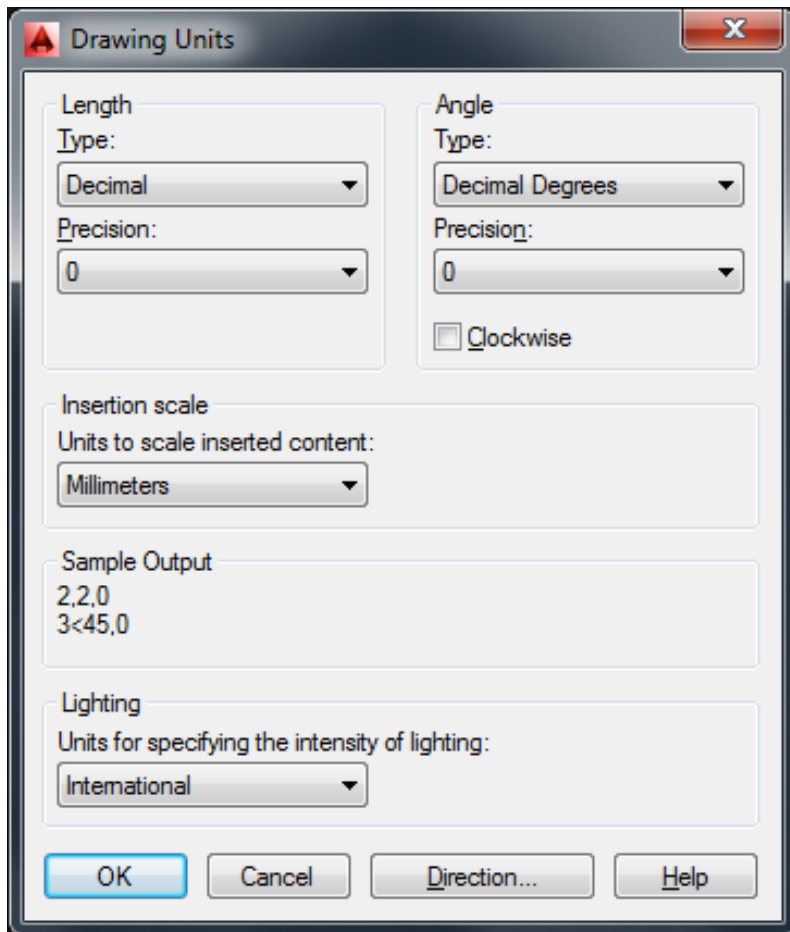 Drawing Units
Length
Type:
Decimal
Precision:
0
Angle
Type:
Decimal Degrees
Precision:
0
Clockwise
Insertion scale
Units to scale inserted content:
Millimeters
Sample Output
2,2,0
3<45,0
Lighting
Units for specifying the intensity of lighting:
International
OK Cancel Direction... Help